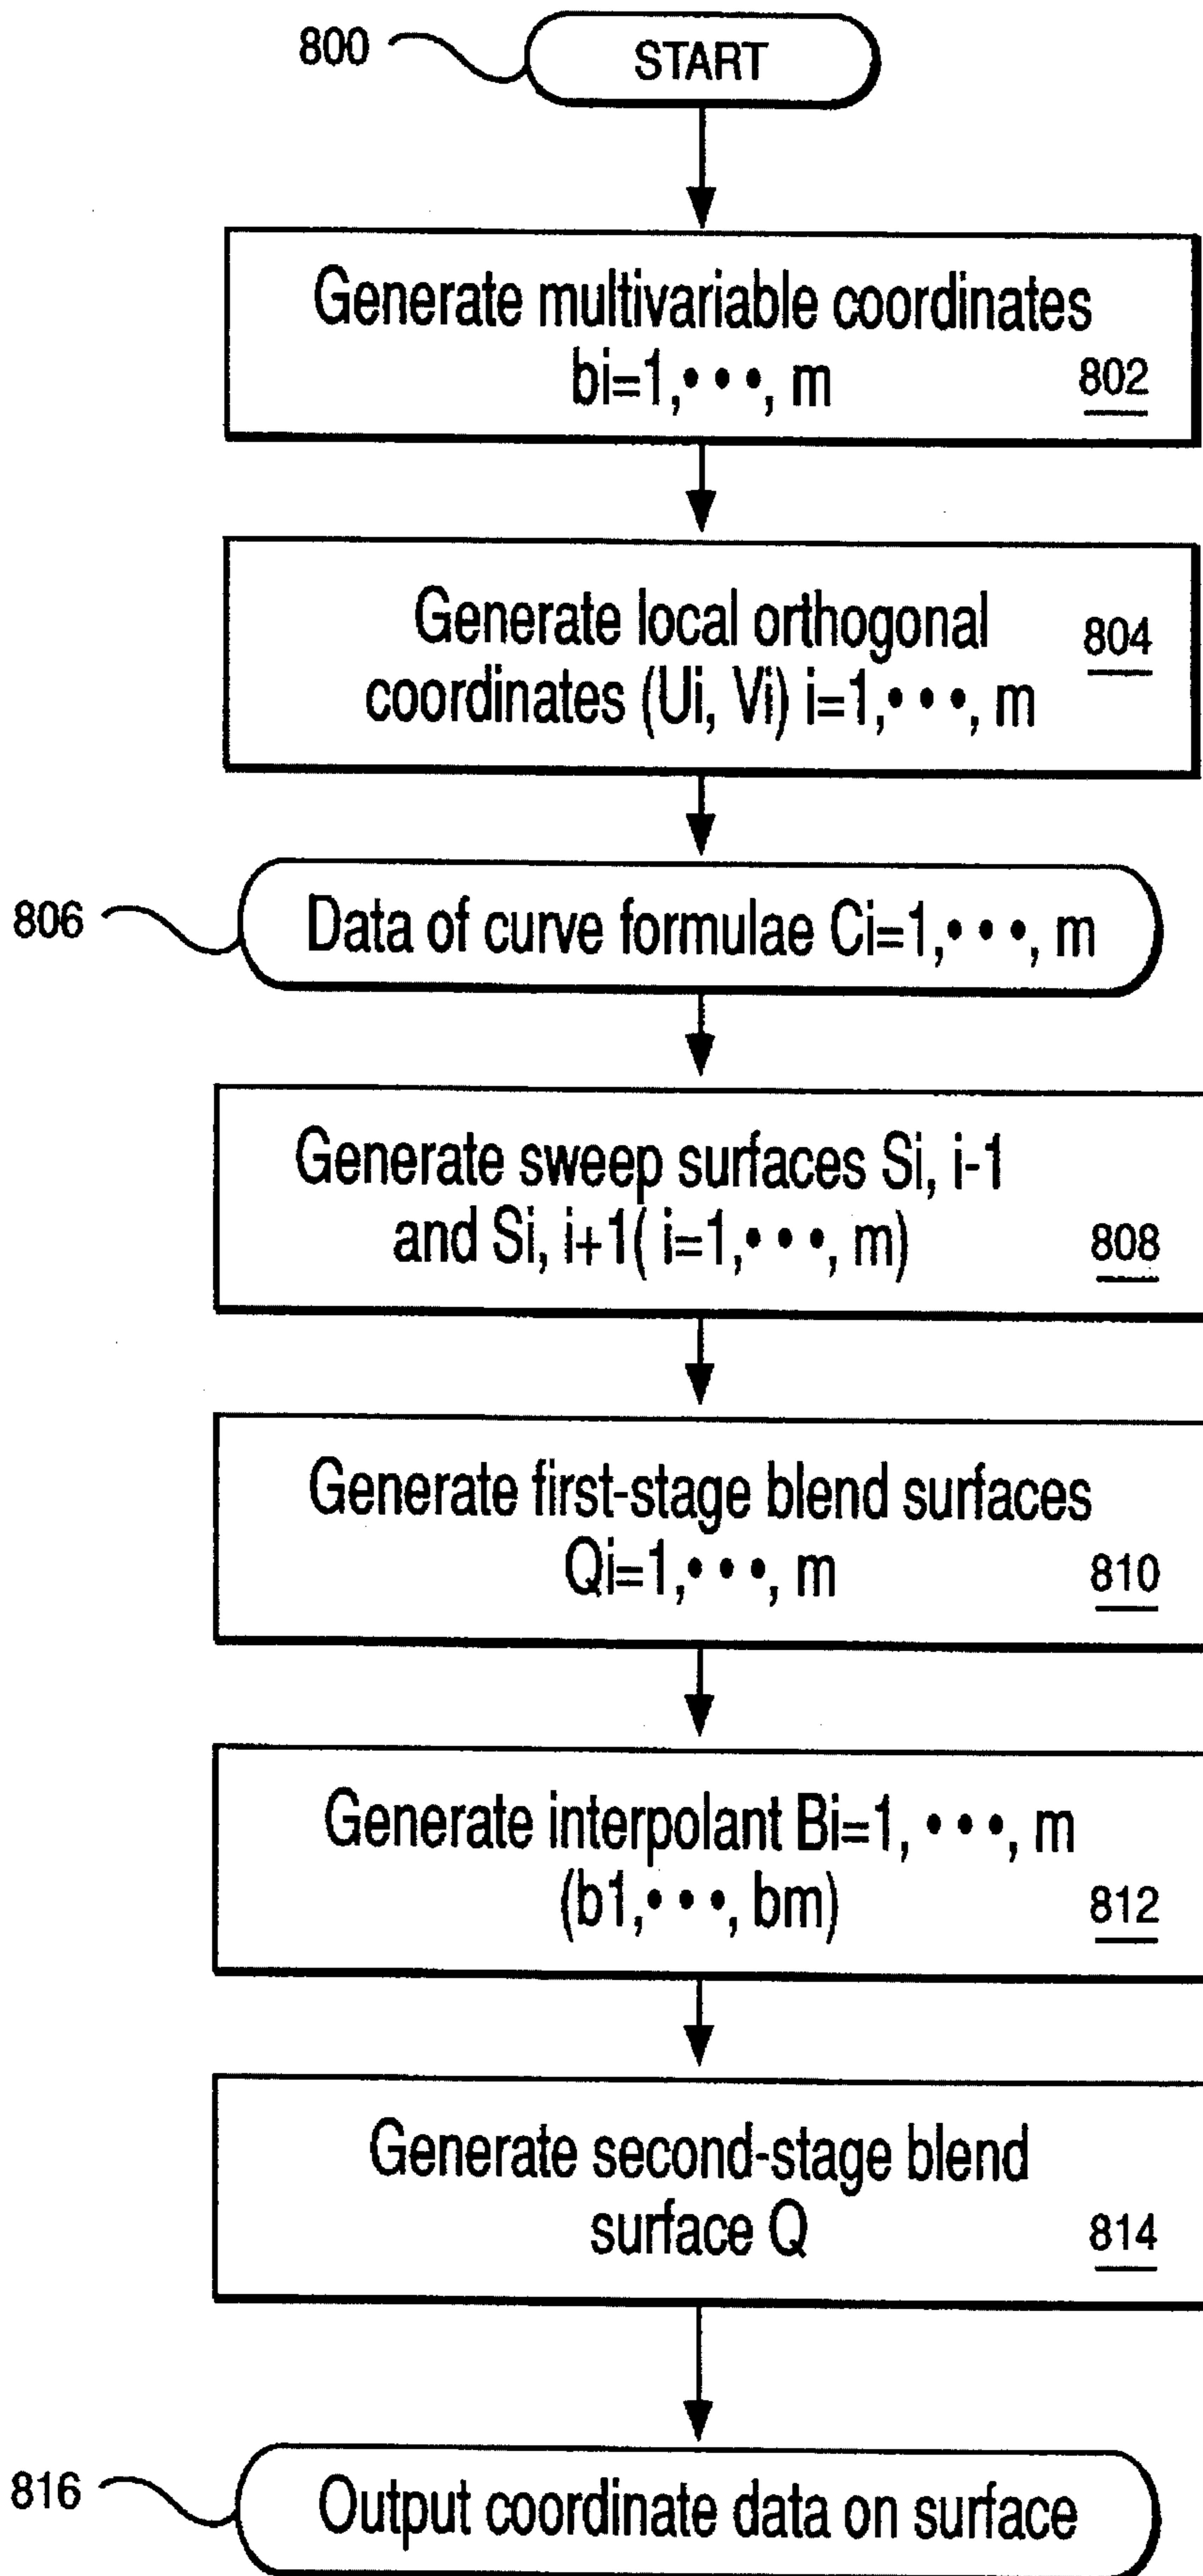 800
START
Generate multivariable coordinates
bi=1,•••, m
802
Generate local orthogonal
804
coordinates (Ui, Vi) i=1,•••, m
806
Data of curve formulae Ci=1,•••, m
Generate sweep surfaces Si, i-1
and Si, i+1( i=1,•••, m)
808
Generate first-stage blend surfaces
Qi=1,•••, m
810
Generate interpolant Bi=1, •••, m
(b1,•••, bm)
812
Generate second-stage blend
surface Q
814
816
Output coordinate data on surface